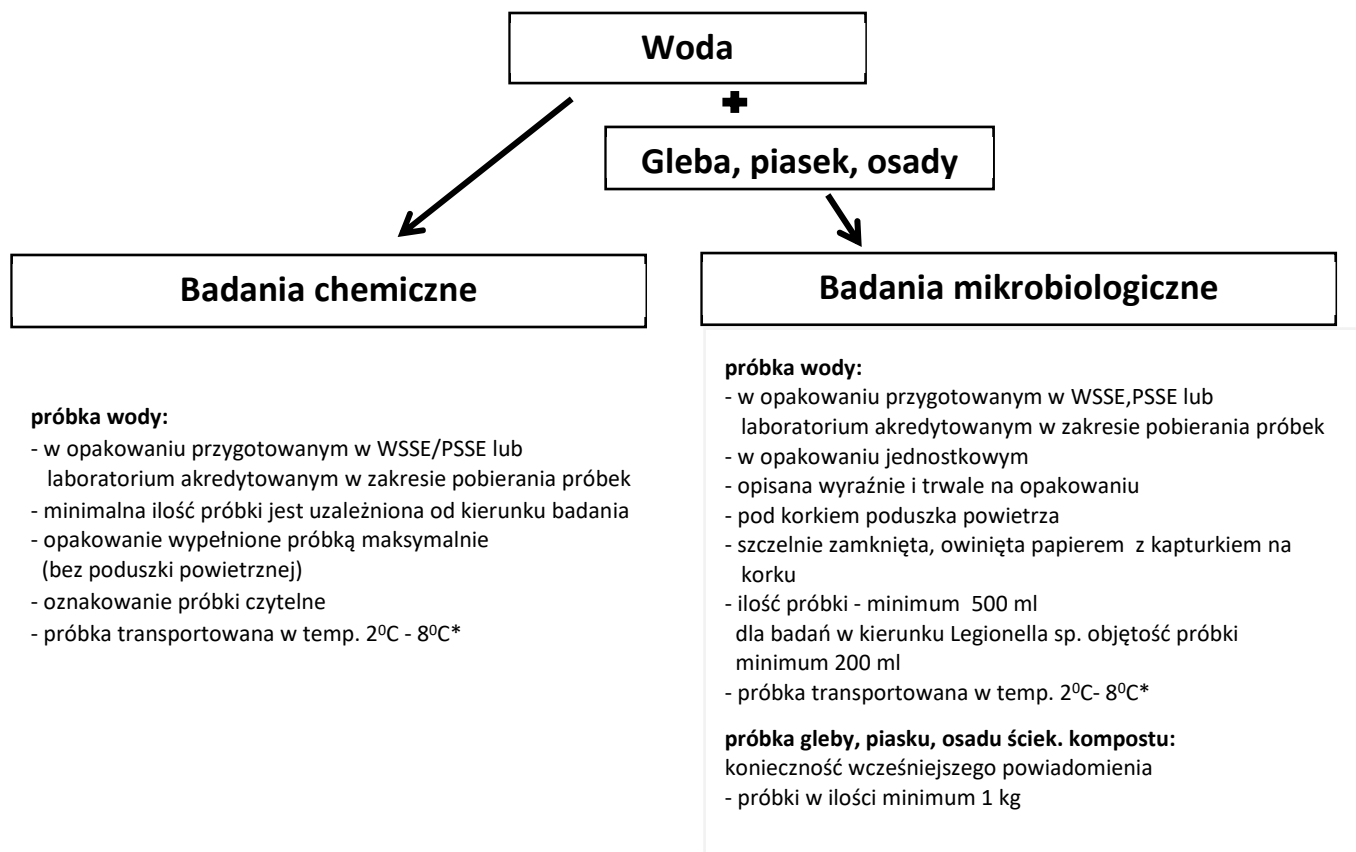 Woda
Gleba, piasek, osady
Badania chemiczne
próbka wody:
- w opakowaniu przygotowanym w WSSE/PSSE lub
laboratorium akredytowanym w zakresie pobierania próbek
- minimalna ilość próbki jest uzależniona od kierunku badania
- opakowanie wypełnione próbką maksymalnie
(bez poduszki powietrznej)
- oznakowanie próbki czytelne
- próbka transportowana w temp. 2⁰C - 8⁰C*
Badania mikrobiologiczne
próbka wody:
- w opakowaniu przygotowanym w WSSE,PSSE lub
laboratorium akredytowanym w zakresie pobierania próbek
- w opakowaniu jednostkowym
- opisana wyraźnie i trwale na opakowaniu
- pod korkiem poduszka powietrza
- szczelnie zamknięta, owinięta papierem z kapturkiem na
korku
- ilość próbki - minimum 500 ml
dla badań w kierunku Legionella sp. objętość próbki
minimum 200 ml
- próbka transportowana w temp. 2⁰C- 8⁰C*
próbka gleby, piasku, osadu ściek. kompostu:
konieczność wcześniejszego powiadomienia
- próbki w ilości minimum 1 kg